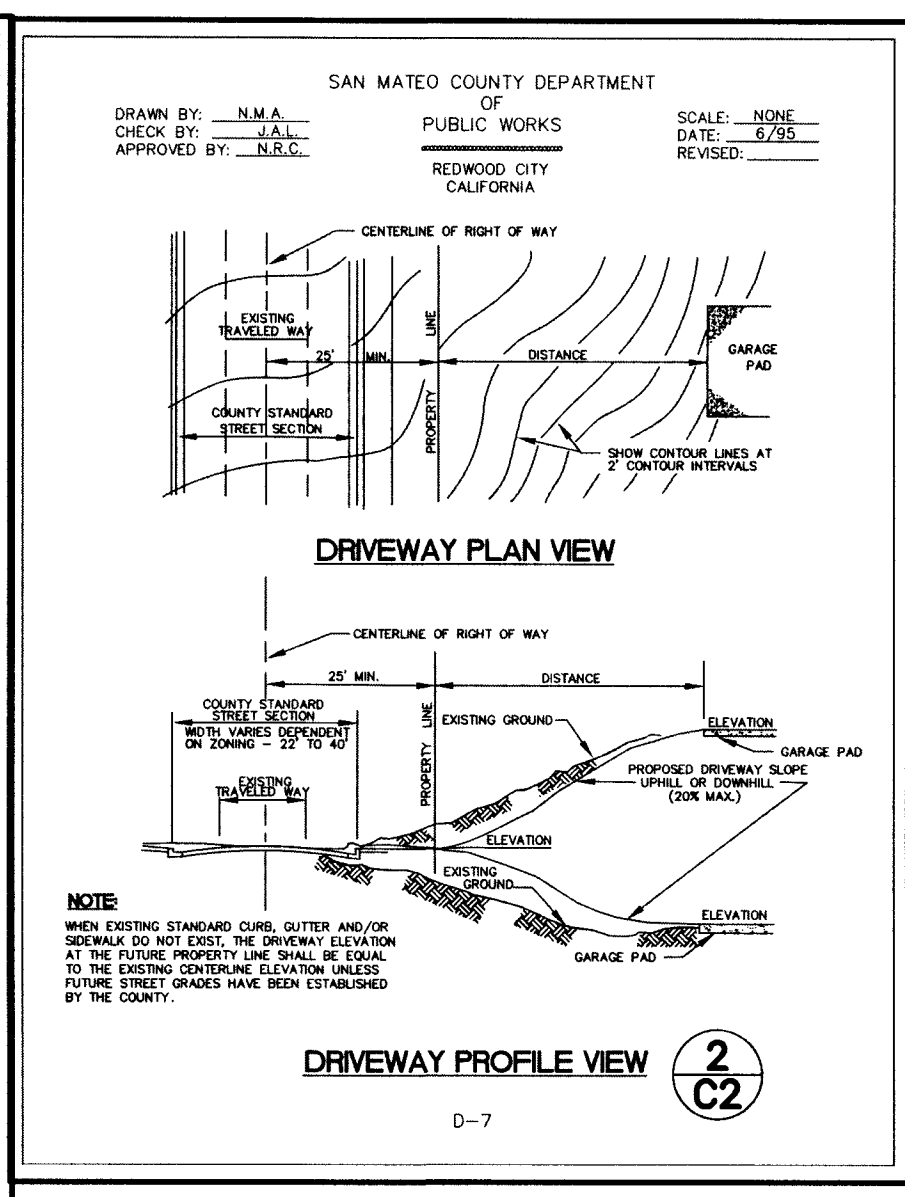 SAN MATEO COUNTY DEPARTMENT
OF
PUBLIC WORKS
REDWOOD CITY
CALIFORNIA
DRAWN BY: N.M.A.
CHECK BY: J.A.L.
APPROVED BY: N.R.C.
SCALE: NONE
DATE: 6/95
REVISED:
CENTERLINE OF RIGHT OF WAY
EXISTING
TRAVELED WAY
25' MIN.
PROPERTY LINE
DISTANCE
GARAGE
PAD
COUNTY STANDARD
STREET SECTION
SHOW CONTOUR LINES AT
2' CONTOUR INTERVALS
DRIVEWAY PLAN VIEW
CENTERLINE OF RIGHT OF WAY
25' MIN.
DISTANCE
COUNTY STANDARD
STREET SECTION
WIDTH VARIES DEPENDENT
ON ZONING - 22' TO 40'
PROPERTY LINE
EXISTING GROUND
ELEVATION
GARAGE PAD
EXISTING
TRAVELED WAY
PROPOSED DRIVEWAY SLOPE
UPHILL OR DOWNHILL
(20% MAX.)
ELEVATION
EXISTING
GROUND
ELEVATION
GARAGE PAD
NOTE:
WHEN EXISTING STANDARD CURB, GUTTER AND/OR
SIDEWALK DO NOT EXIST, THE DRIVEWAY ELEVATION
AT THE FUTURE PROPERTY LINE SHALL BE EQUAL
TO THE EXISTING CENTERLINE ELEVATION UNLESS
FUTURE STREET GRADES HAVE BEEN ESTABLISHED
BY THE COUNTY.
DRIVEWAY PROFILE VIEW
2
C2
D-7